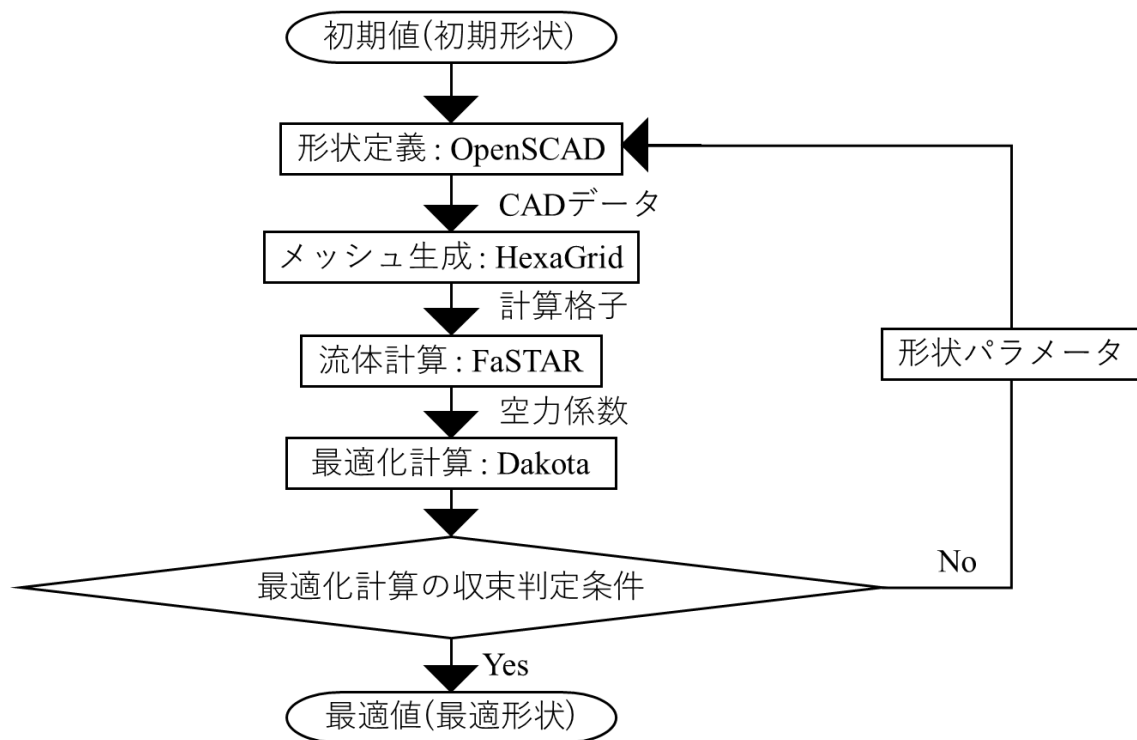 初期値(初期形状)
形状定義 : OpenSCAD
CADデータ
メッシュ生成 : HexaGrid
計算格子
形状パラメータ
流体計算 : FaSTAR
空力係数
最適化計算 : Dakota
No
最適化計算の収束判定条件
Yes
最適値(最適形状)